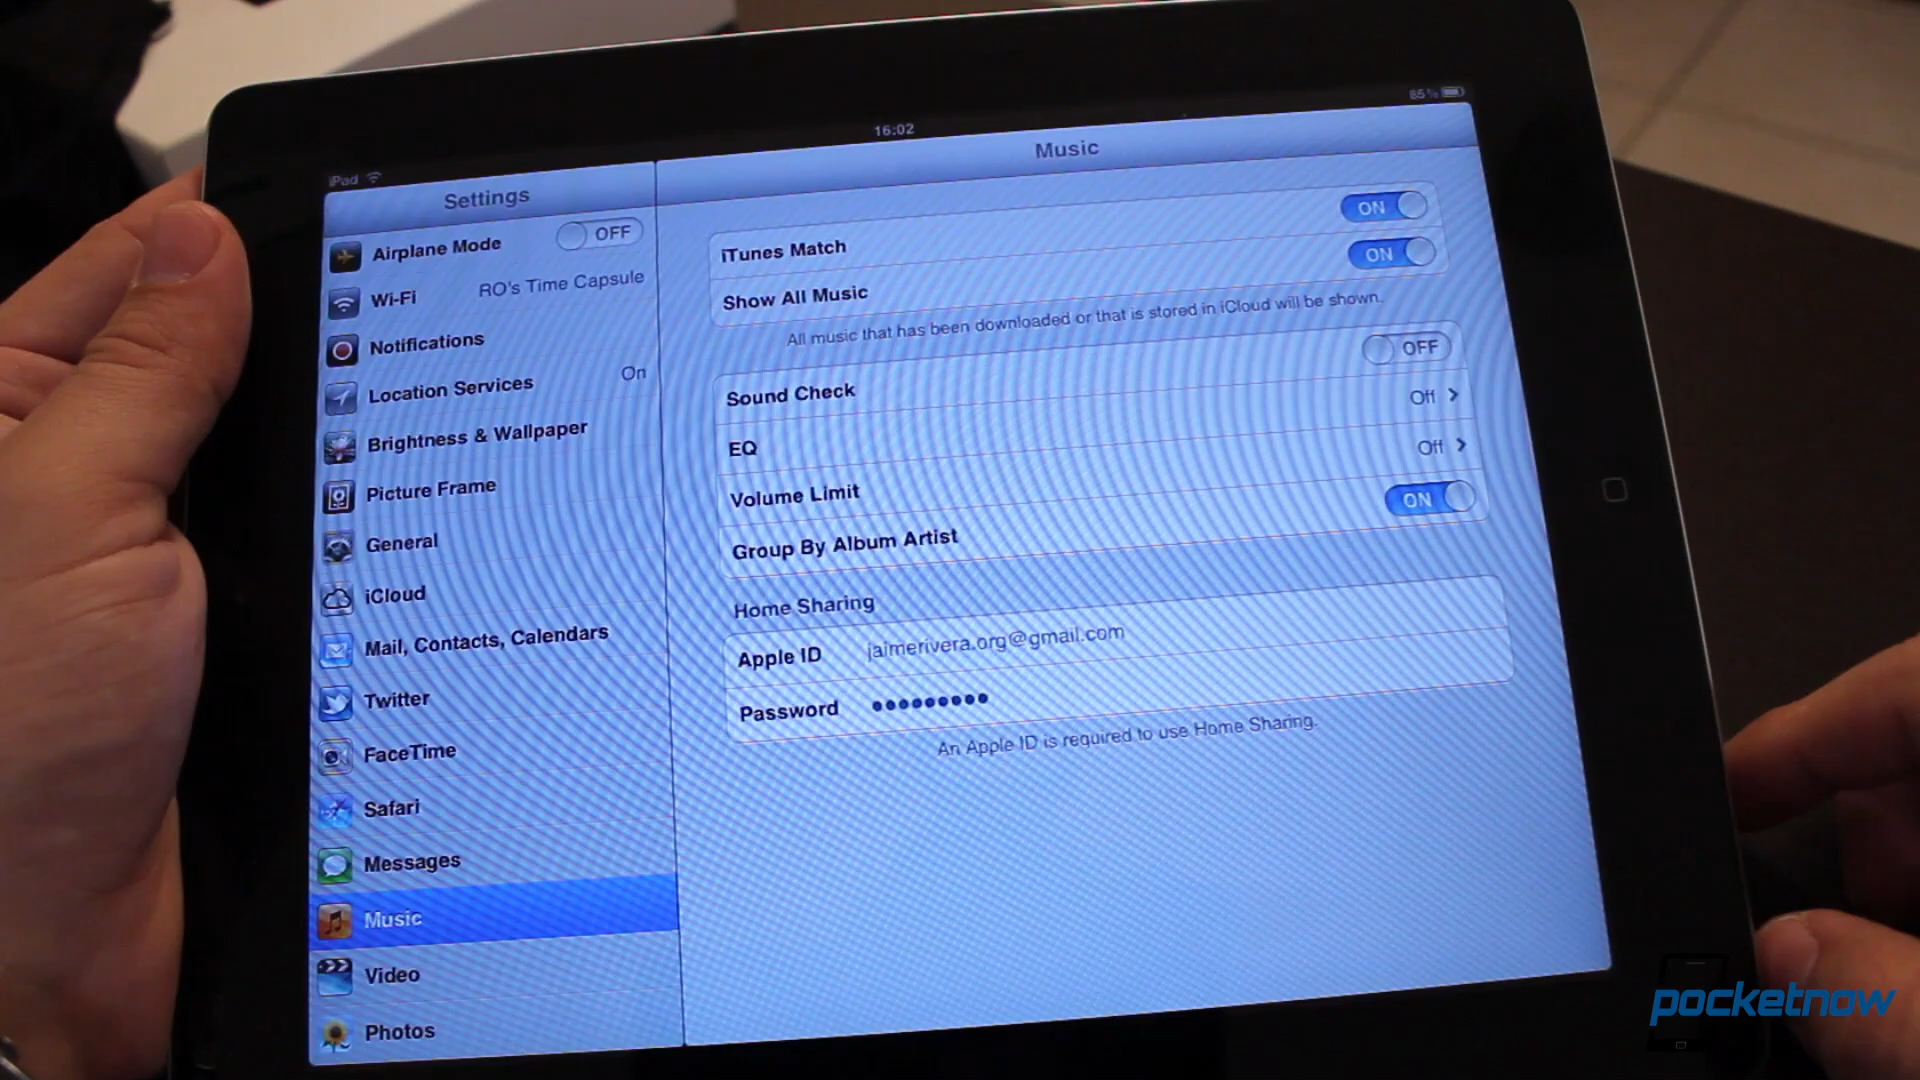 iPad
16:02
85%
Settings
Airplane Mode OFF
Wi-Fi RO's Time Capsule
Notifications
Location Services On
Brightness & Wallpaper
Picture Frame
General
iCloud
Mail, Contacts, Calendars
Twitter
FaceTime
Safari
Messages
Music
Video
Photos
Music
iTunes Match ON
Show All Music ON
All music that has been downloaded or that is stored in iCloud will be shown.
Sound Check OFF
EQ Off
Volume Limit Off
Group By Album Artist ON
Home Sharing
Apple ID jaimerivera.org@gmail.com
Password ●●●●●●●●●
An Apple ID is required to use Home Sharing.
pocketnow